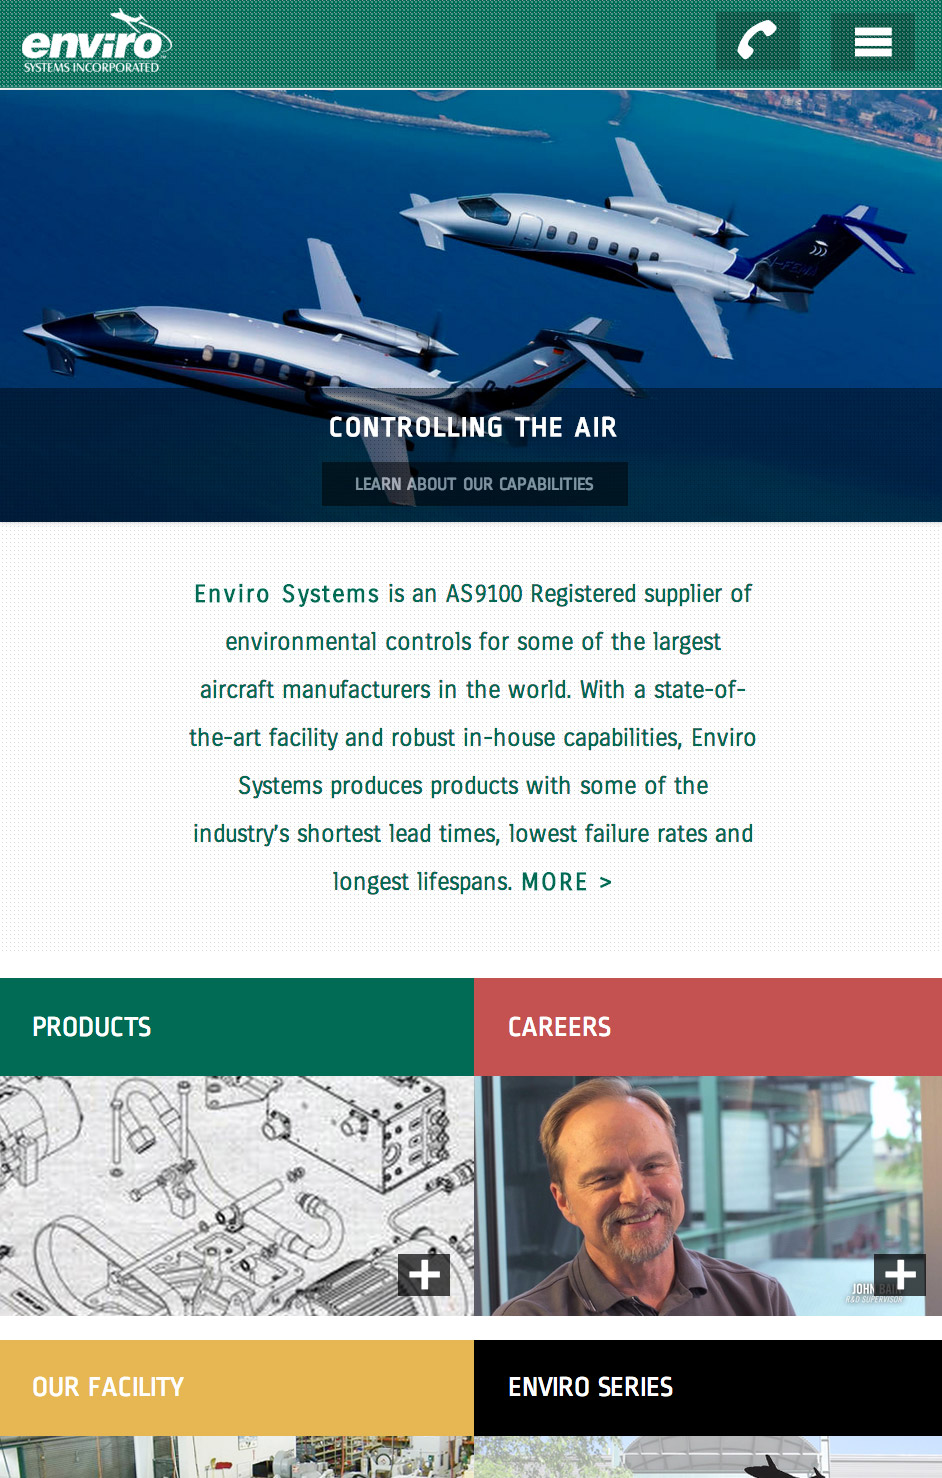 enviro
SYSTEMS INCORPORATED
CONTROLLING THE AIR
LEARN ABOUT OUR CAPABILITIES
Enviro Systems is an AS9100 Registered supplier of
environmental controls for some of the largest
aircraft manufacturers in the world. With a state-of-
the-art facility and robust in-house capabilities, Enviro
Systems produces products with some of the
industry's shortest lead times, lowest failure rates and
longest lifespans. MORE >
PRODUCTS
CAREERS
JOHN
R&D SUPERVISOR
OUR FACILITY
ENVIRO SERIES